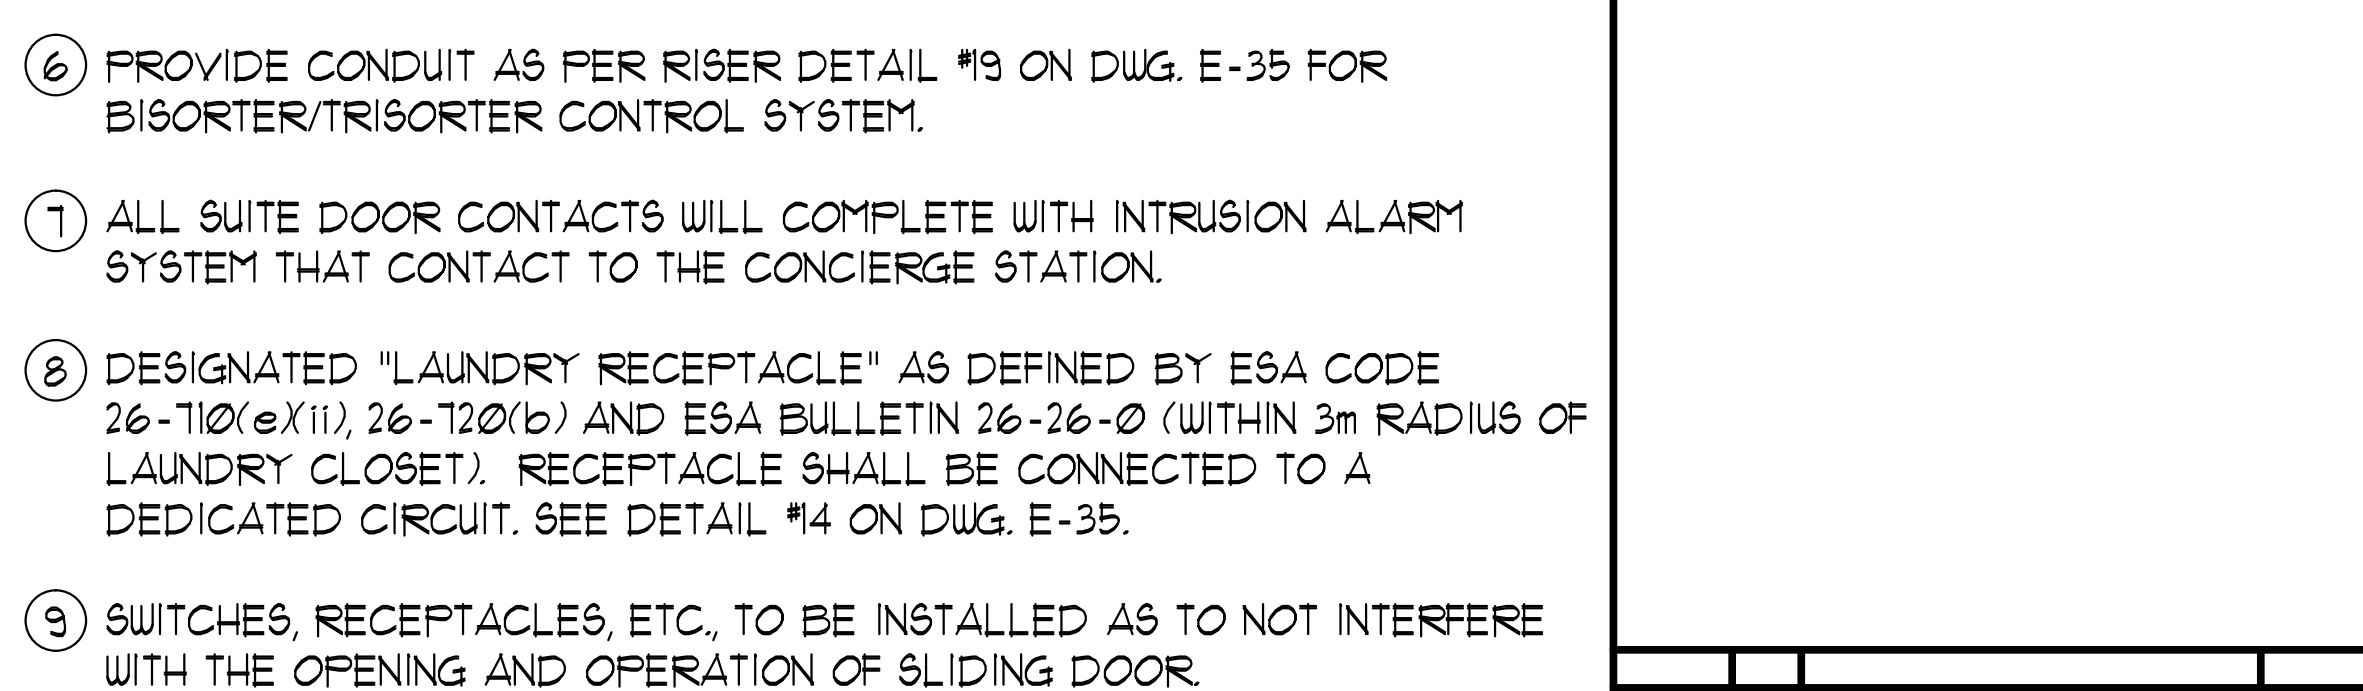 6 PROVIDE CONDUIT AS PER RISER DETAIL #19 ON DWG. E-35 FOR
BISORTER/TRISORTER CONTROL SYSTEM.
7 ALL SUITE DOOR CONTACTS WILL COMPLETE WITH INTRUSION ALARM
SYSTEM THAT CONTACT TO THE CONCIERGE STATION.
8 DESIGNATED "LAUNDRY RECEPTACLE" AS DEFINED BY ESA CODE
26-710(e)(ii), 26-720(b) AND ESA BULLETIN 26-26-0 (WITHIN 3m RADIUS OF
LAUNDRY CLOSET). RECEPTACLE SHALL BE CONNECTED TO A
DEDICATED CIRCUIT. SEE DETAIL #14 ON DWG. E-35.
9 SWITCHES, RECEPTACLES, ETC., TO BE INSTALLED AS TO NOT INTERFERE
WITH THE OPENING AND OPERATION OF SLIDING DOOR.